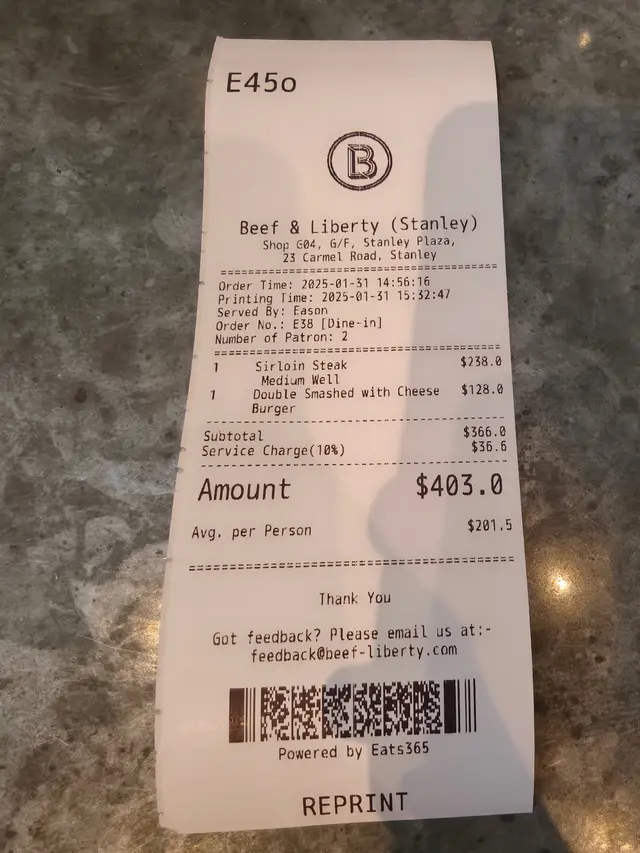 E45o
B
Beef & Liberty (Stanley)
Shop G04, G/F, Stanley Plaza,
23 Carmel Road, Stanley
Order Time: 2025-01-31 14:56:16
Printing Time: 2025-01-31 15:32:47
Served By: Eason
Order No.: E38 [Dine-in]
Number of Patron: 2
1 Sirloin Steak $238.0
Medium Well
1 Double Smashed with Cheese $128.0
Burger
Subtotal $366.0
Service Charge(10%) $36.6
Amount $403.0
Avg. per Person $201.5
Thank You
Got feedback? Please email us at:-
feedback@beef-liberty.com
Powered by Eats365
REPRINT